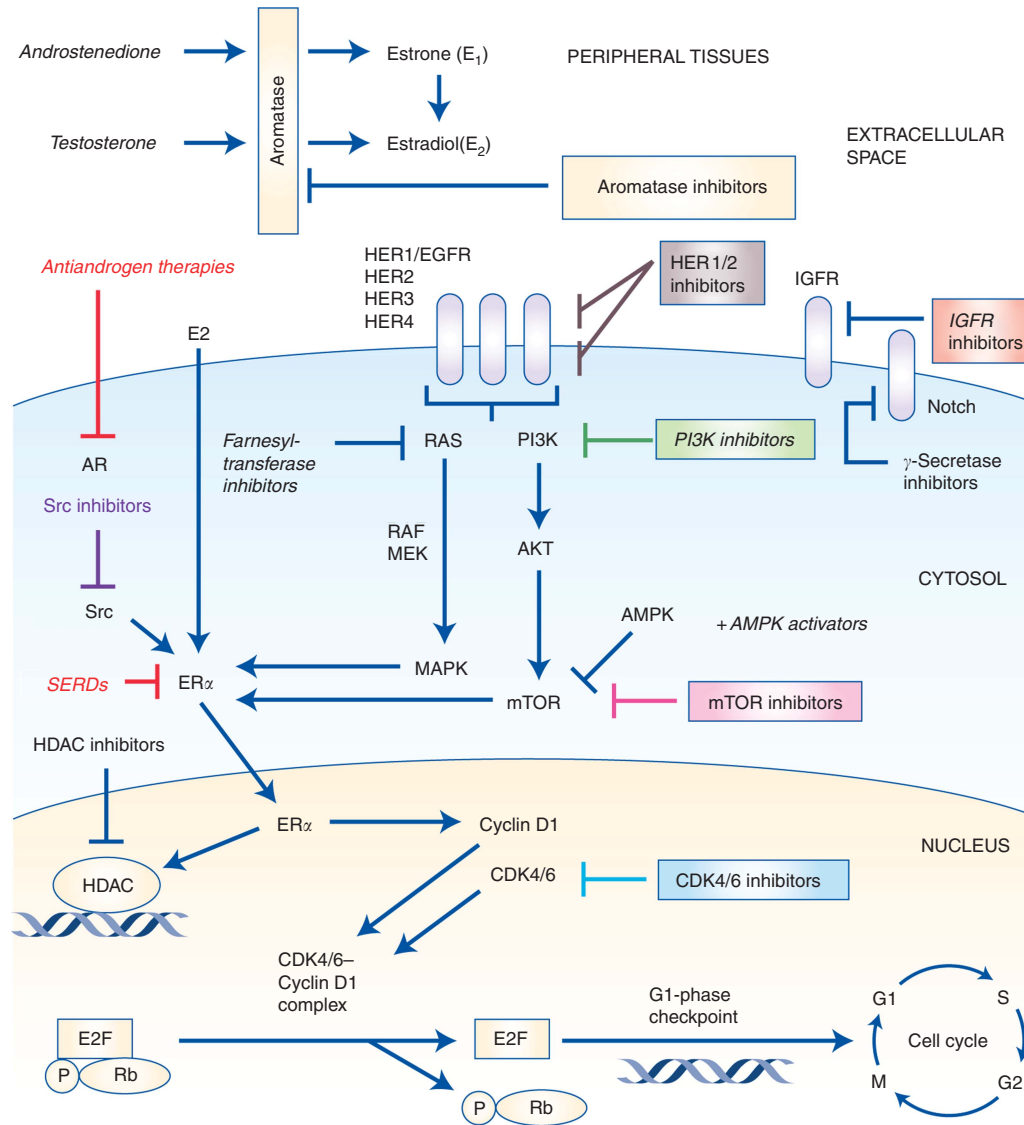 Androstenedione
Aromatase
Estrone (E1)
PERIPHERAL TISSUES
Testosterone
Estradiol(E2)
EXTRACELLULAR
SPACE
Aromatase inhibitors
Antiandrogen therapies
HER1/EGFR
HER2
HER3
HER4
HER1/2
inhibitors
IGFR
IGFR
inhibitors
E2
Notch
Farnesyl-
transferase
inhibitors
RAS
PI3K
PI3K inhibitors
γ-Secretase
inhibitors
AR
Src inhibitors
RAF
MEK
AKT
CYTOSOL
Src
AMPK
+ AMPK activators
SERDs
ERα
MAPK
mTOR
mTOR inhibitors
HDAC inhibitors
ERα
Cyclin D1
NUCLEUS
HDAC
CDK4/6
CDK4/6 inhibitors
CDK4/6–
Cyclin D1
complex
G1-phase
checkpoint
G1
S
E2F
E2F
Cell cycle
P
Rb
M
G2
P
Rb